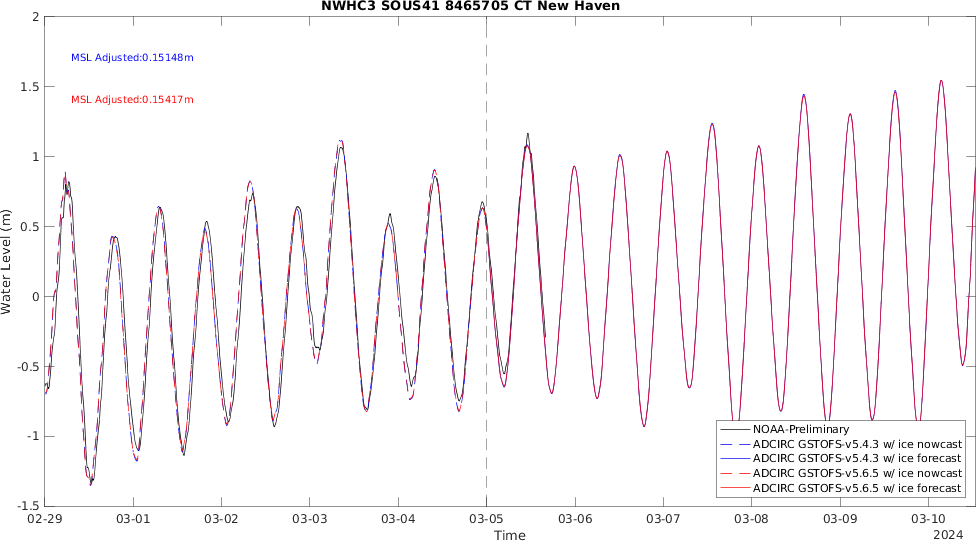 NWHC3 SOUS41 8465705 CT New Haven
2
1.5
1
0.5
0
-0.5
-1
-1.5
Water Level (m)
MSL Adjusted:0.15148m
MSL Adjusted:0.15417m
NOAA-Preliminary
ADCIRC GSTOFS-v5.4.3 w/ ice nowcast
ADCIRC GSTOFS-v5.4.3 w/ ice forecast
ADCIRC GSTOFS-v5.6.5 w/ ice nowcast
ADCIRC GSTOFS-v5.6.5 w/ ice forecast
02-29 03-01 03-02 03-03 03-04 03-05 03-06 03-07 03-08 03-09 03-10
Time
2024